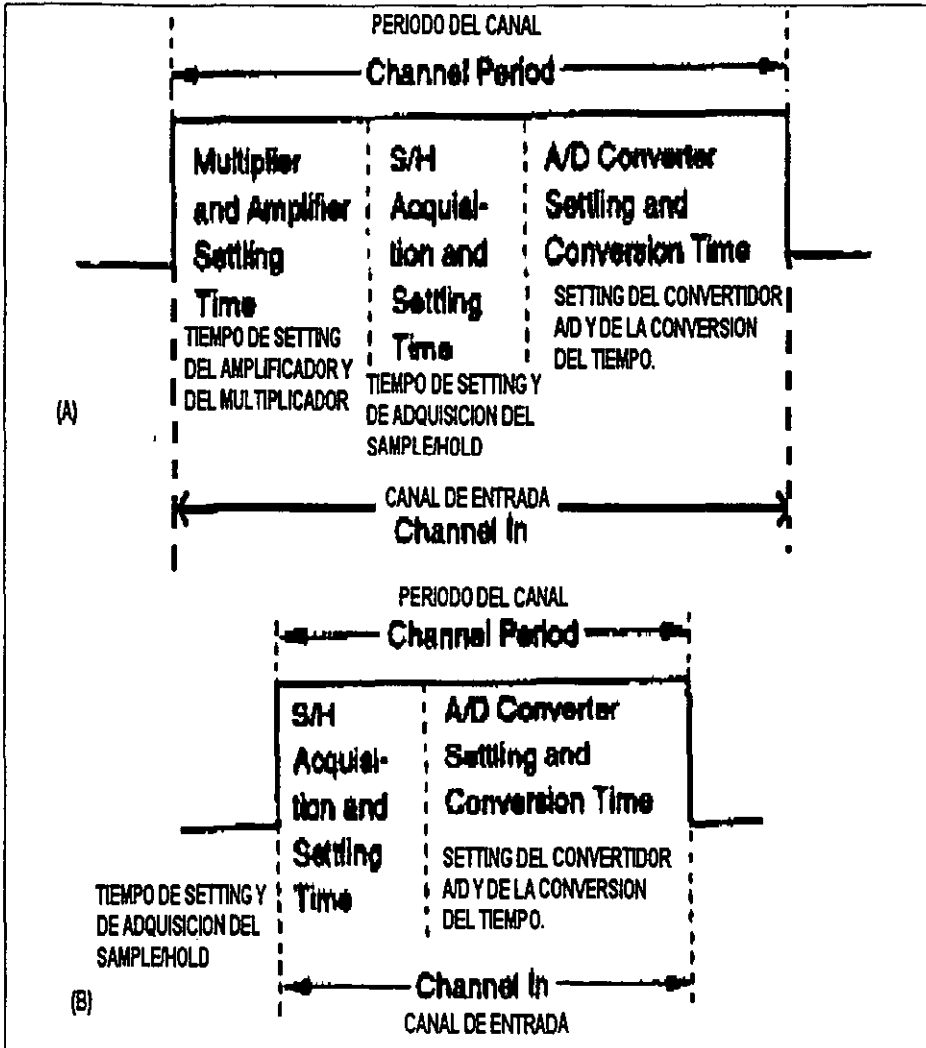 PERIODO DEL CANAL
Channel Period
Multiplier
and Amplifier
Settling
Time
TIEMPO DE SETTING
DEL AMPLIFICADOR Y
DEL MULTIPLICADOR
S/H
Acquisi-
tion and
Settling
Time
TIEMPO DE SETTING Y
DE ADQUISICION DEL
SAMPLE/HOLD
A/D Converter
Settling and
Conversion Time
SETTING DEL CONVERTIDOR
A/D Y DE LA CONVERSION
DEL TIEMPO.
(A)
CANAL DE ENTRADA
Channel In
PERIODO DEL CANAL
Channel Period
S/H
Acquisi-
tion and
Settling
Time
A/D Converter
Settling and
Conversion Time
SETTING DEL CONVERTIDOR
A/D Y DE LA CONVERSION
DEL TIEMPO.
TIEMPO DE SETTING Y
DE ADQUISICION DEL
SAMPLE/HOLD
(B)
Channel In
CANAL DE ENTRADA